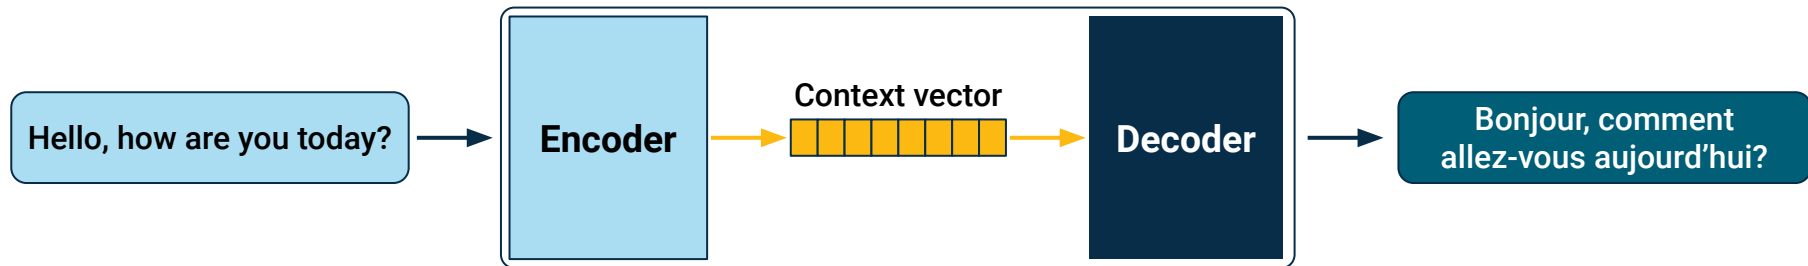 Hello, how are you today?
Encoder
Context vector
Decoder
Bonjour, comment
allez-vous aujourd’hui?